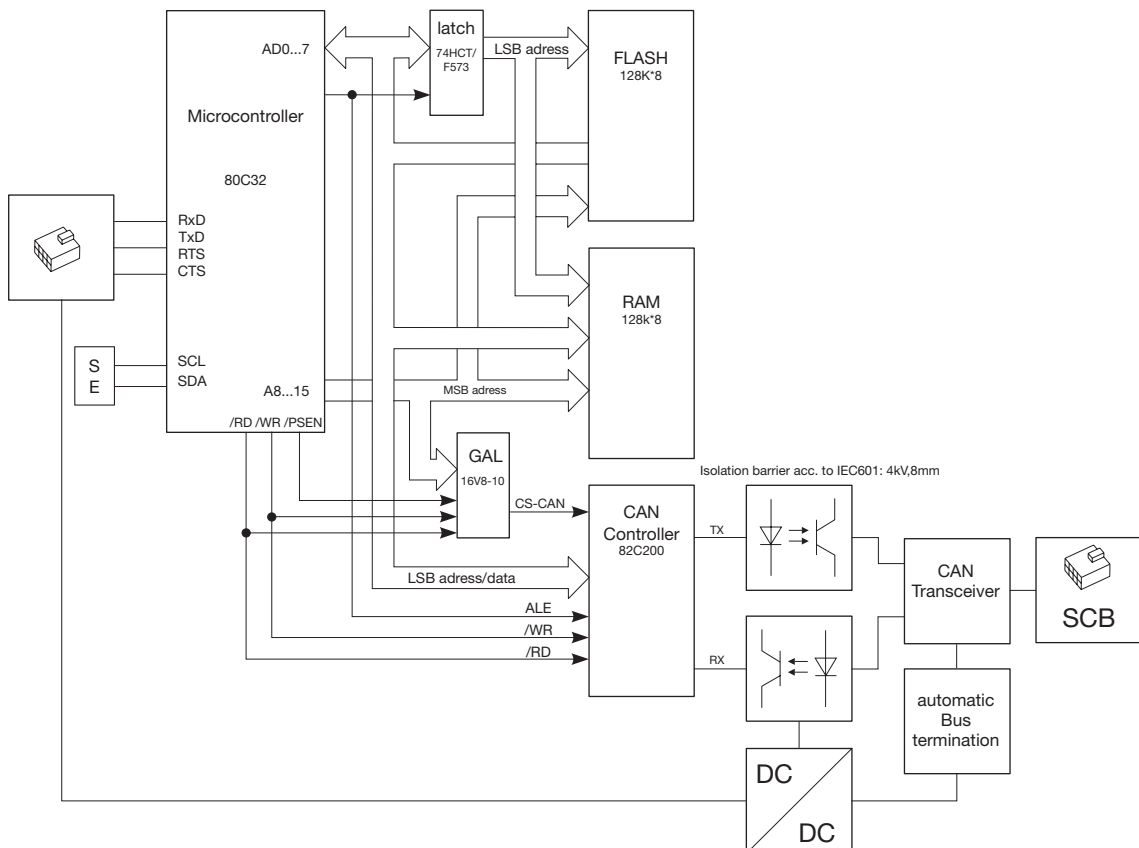 latch
74HCT/
F573
AD0...7
LSB adress
FLASH
128K*8
Microcontroller
80C32
RxD
TxD
RTS
CTS
RAM
128k*8
S
E
SCL
SDA
A8...15
MSB adress
/RD /WR /PSEN
GAL
16V8-10
Isolation barrier acc. to IEC601: 4kV,8mm
CS-CAN
CAN
Controller
82C200
TX
CAN
Transceiver
SCB
LSB adress/data
ALE
/WR
/RD
RX
automatic
Bus
termination
DC
DC